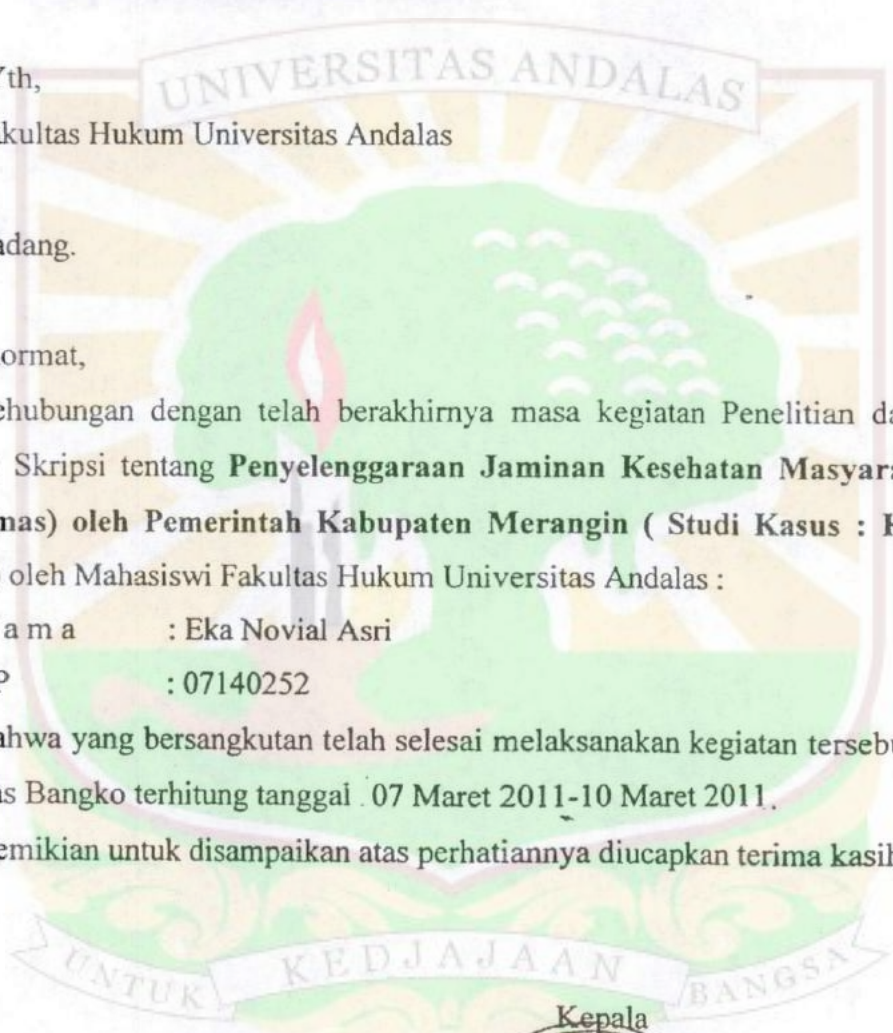 UNIVERSITAS ANDALAS
Yth,
kultas Hukum Universitas Andalas
adang.
ormat,
ehubungan dengan telah berakhirnya masa kegiatan Penelitian da
Skripsi tentang Penyelenggaraan Jaminan Kesehatan Masyara
nas) oleh Pemerintah Kabupaten Merangin ( Studi Kasus :
oleh Mahasiswi Fakultas Hukum Universitas Andalas :
a m a : Eka Novial Asri
P : 07140252
ahwa yang bersangkutan telah selesai melaksanakan kegiatan tersebu
as Bangko terhitung tanggal 07 Maret 2011-10 Maret 2011.
emikian untuk disampaikan atas perhatiannya diucapkan terima kasih
UNTUK KEDJAJAAN BANGSA
Kepala